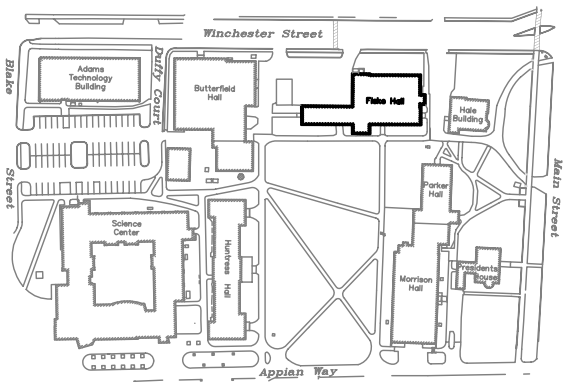 Winchester Street
Blake
Street
Adams
Technology
Building
Duffy Court
Butterfield
Hall
Fiske Hall
Hale
Building
Main Street
Parker
Hall
Science
Center
Huntress Hall
Morrison
Hall
Presidents
House
Appian Way